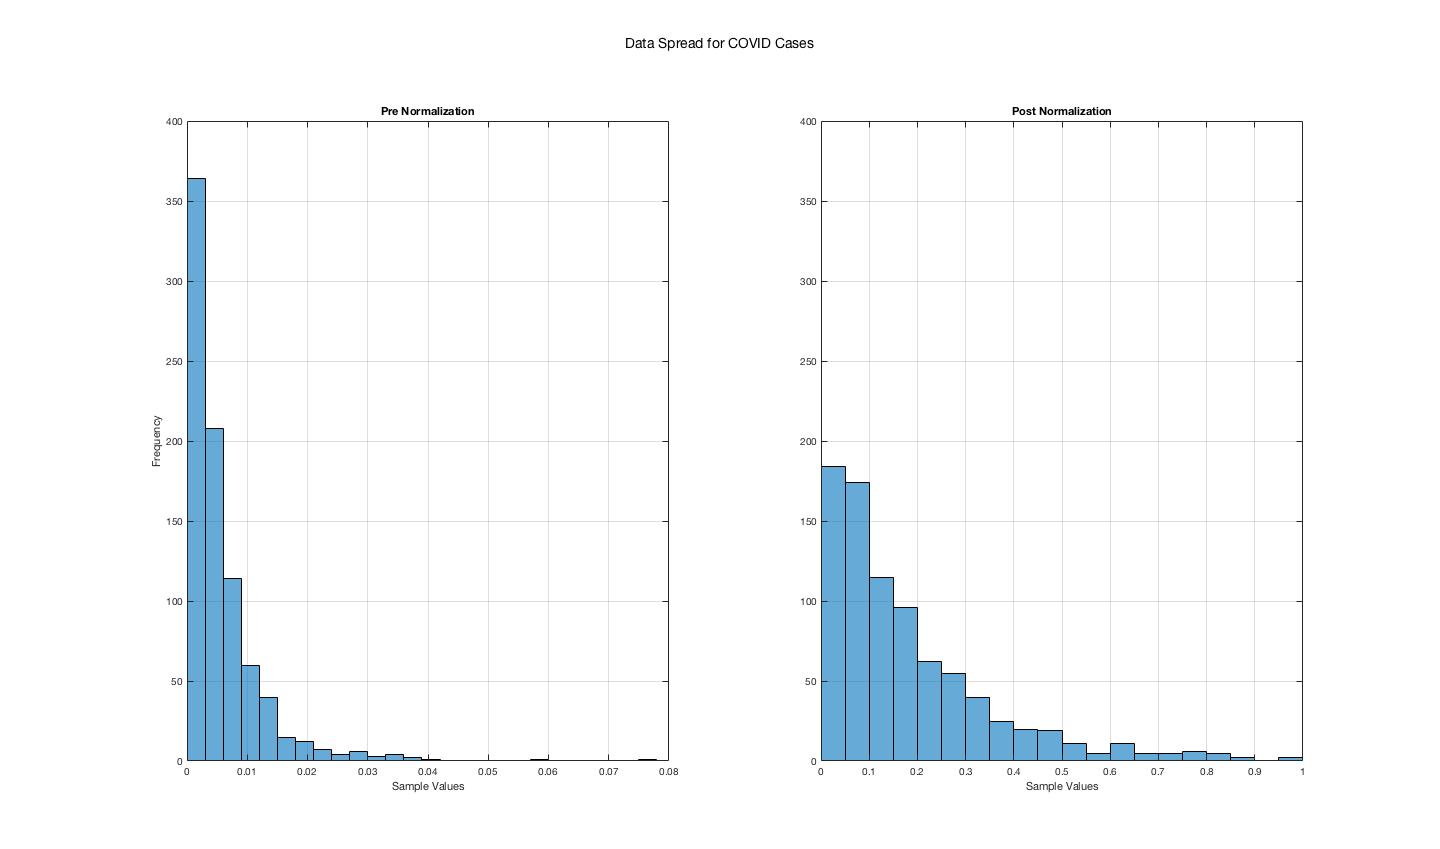 Data Spread for COVID Cases
Pre Normalization
400
350
300
250
200
150
100
50
0
Frequency
0 0.01 0.02 0.03 0.04 0.05 0.06 0.07 0.08
Sample Values
Post Normalization
400
350
300
250
200
150
100
50
0
0 0.1 0.2 0.3 0.4 0.5 0.6 0.7 0.8 0.9 1
Sample Values